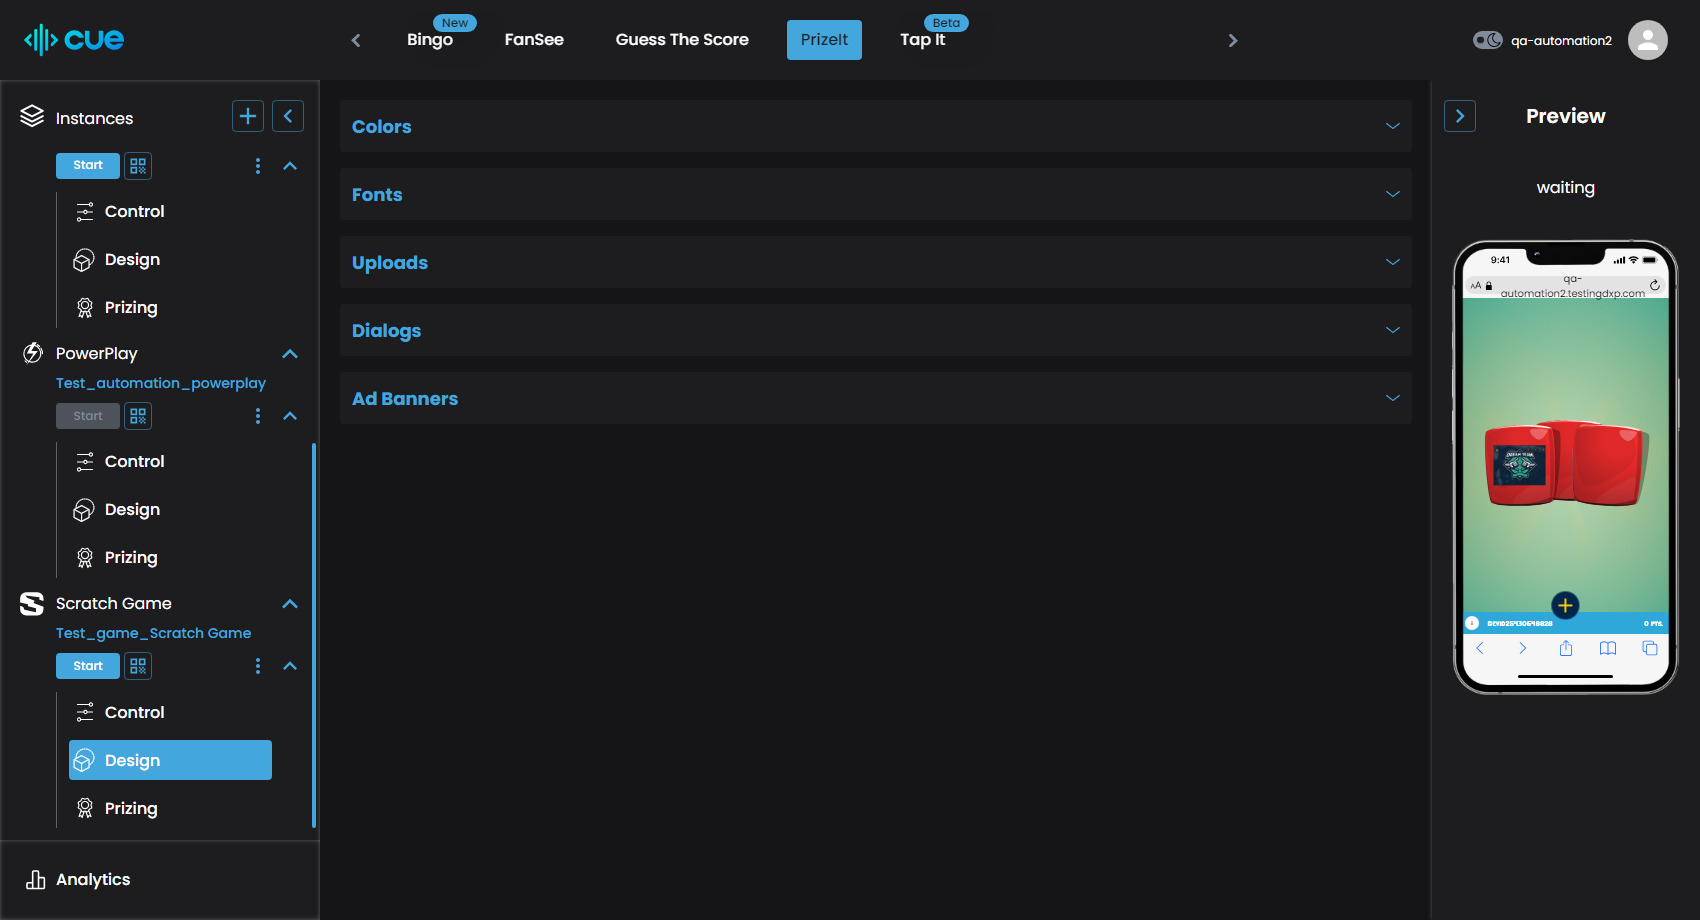 cue
Bingo
New
FanSee
Guess The Score
PrizeIt
Tap It
Beta
qa-automation2
Instances
Start
Control
Design
Prizing
PowerPlay
Test_automation_powerplay
Start
Control
Design
Prizing
Scratch Game
Test_game_Scratch Game
Start
Control
Design
Prizing
Analytics
Colors
Fonts
Uploads
Dialogs
Ad Banners
Preview
waiting
9:41
AA
qa-
automation2.testingdxp.com
0 PTS.